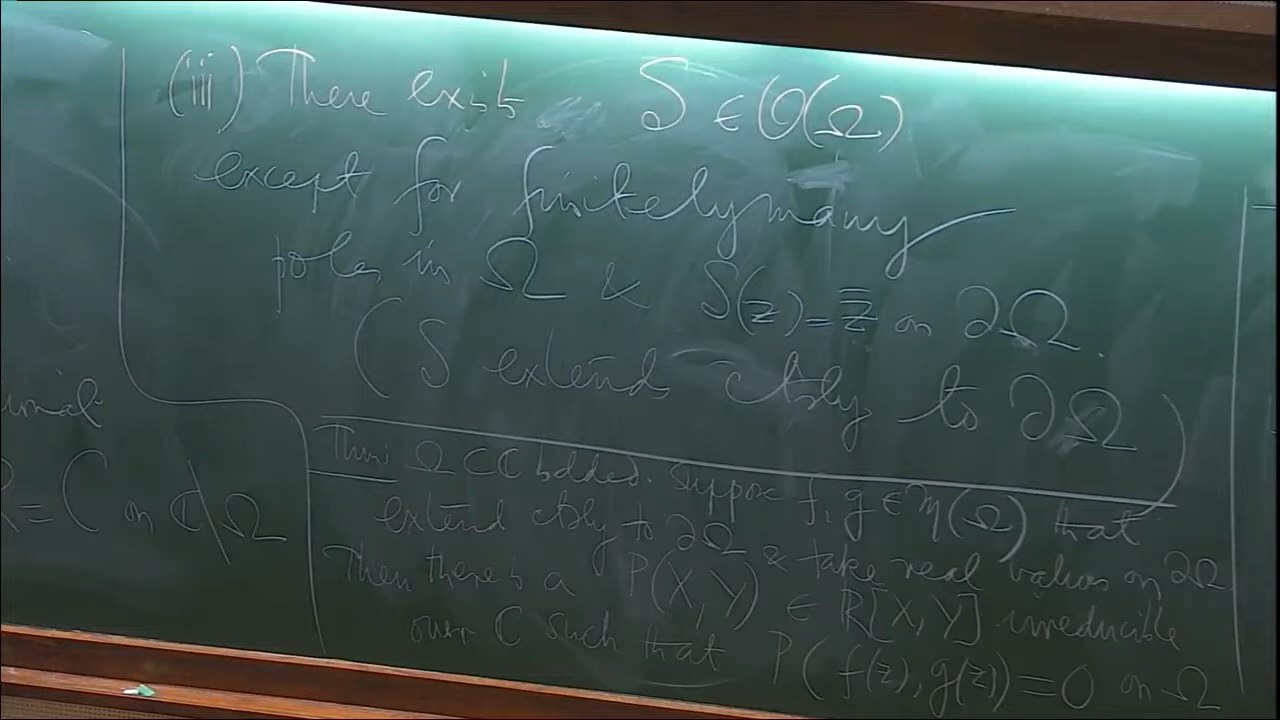 (iii) There exists S ∈ O(Ω)
except for finitely many
poles in Ω & S(z) = z̄ on ∂Ω.
(S extends ctsly to ∂Ω)
Thm: Ω ⊂ ℂ bdded. Suppose f, g ∈ M(Ω) that
extend ctsly to ∂Ω & take real values on ∂Ω
Then there is a P(X, Y) ∈ ℝ[X, Y] irreducible
over ℂ such that P(f(z), g(z)) = 0 on Ω
= C on ℂ\Ω